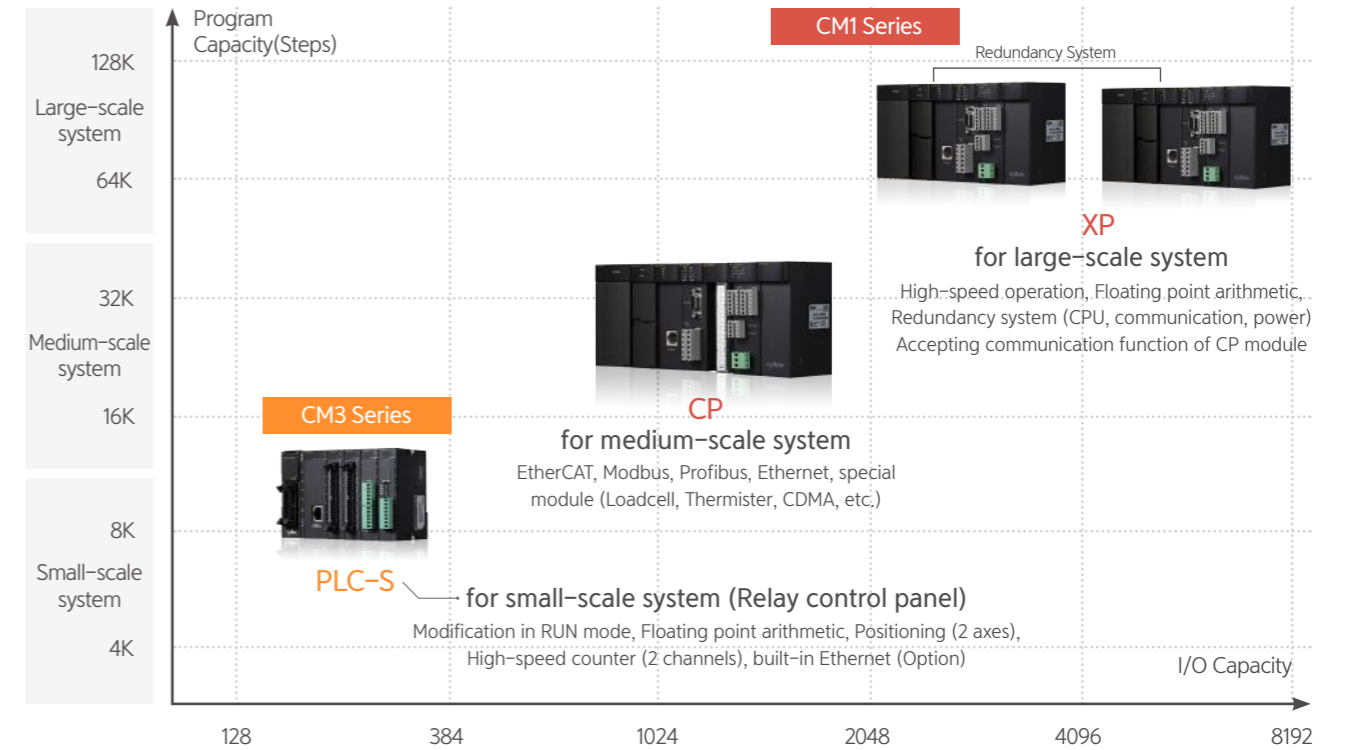 Program
Capacity(Steps)
128K
Large-scale
system
64K
32K
Medium-scale
system
16K
8K
Small-scale
system
4K
CM1 Series
Redundancy System
XP
for large-scale system
High-speed operation, Floating point arithmetic,
Redundancy system (CPU, communication, power)
Accepting communication function of CP module
CP
for medium-scale system
EtherCAT, Modbus, Profibus, Ethernet, special
module (Loadcell, Thermister, CDMA, etc.)
CM3 Series
PLC-S
for small-scale system (Relay control panel)
Modification in RUN mode, Floating point arithmetic, Positioning (2 axes),
High-speed counter (2 channels), built-in Ethernet (Option)
I/O Capacity
128
384
1024
2048
4096
8192